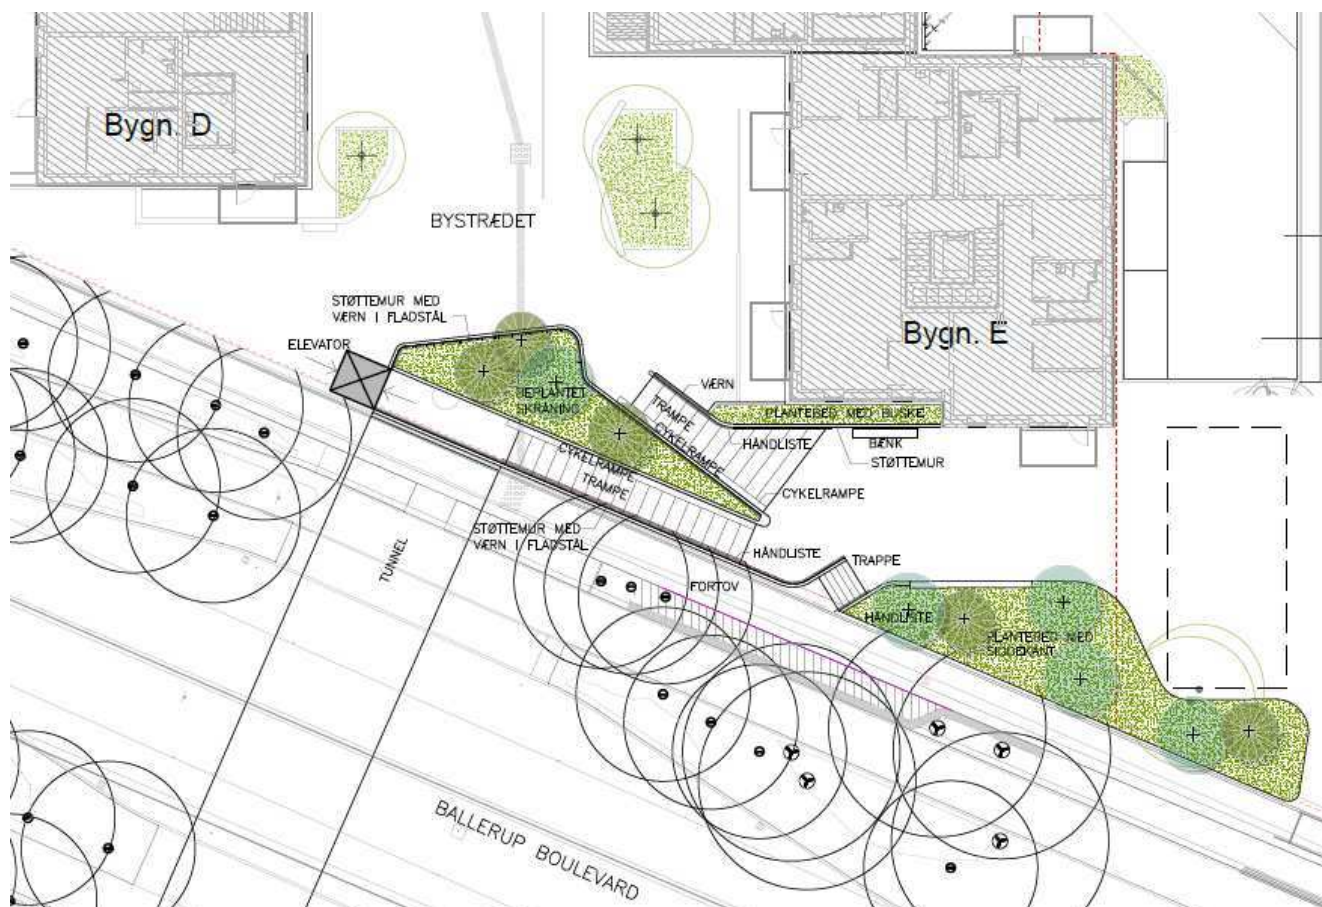 Bygn. D
BYSTRÆDET
STØTTEMUR MED
VÆRN I FLADSTÅL
ELEVATOR
BEPLANTET
SKRÅNING
Bygn. E
VÆRN
TRAMPE
CYKELRAMPE
PLANTEBED MED BUSKE
HÅNDLISTE
BÆNK
STØTTEMUR
CYKELRAMPE
CYKELRAMPE
TRAMPE
STØTTEMUR MED
VÆRN I FLADSTÅL
HÅNDLISTE
TRAPPE
TUNNEL
FORTOV
HÅNDLISTE
PLANTEBED MED
SIDDEKANT
BALLERUP BOULEVARD